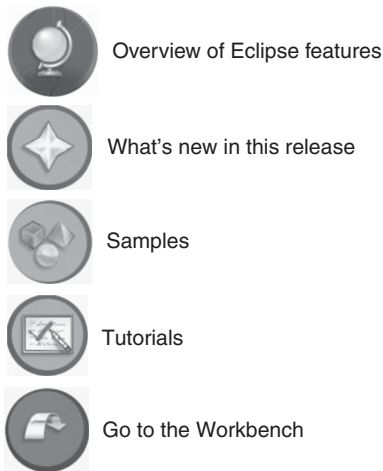 Overview of Eclipse features
What's new in this release
Samples
Tutorials
Go to the Workbench